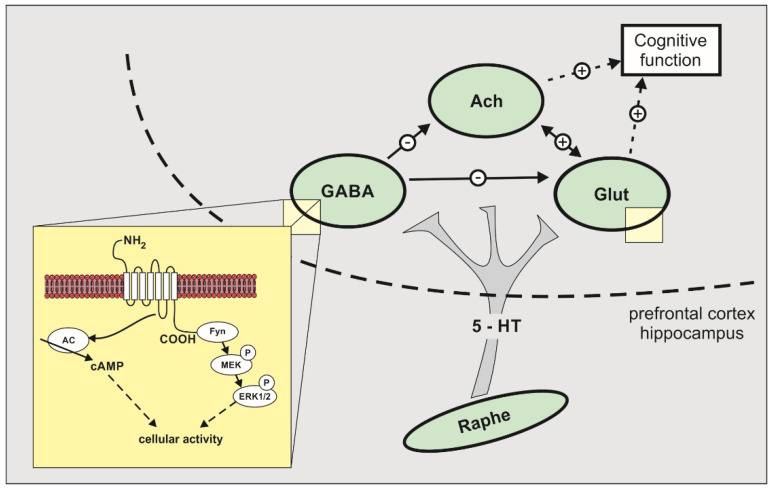 Cognitive
function
+
Ach
+
-
+
GABA
-
Glut
NH2
prefrontal cortex
hippocampus
5 - HT
COOH
Fyn
AC
P
cAMP
MEK
P
ERK1/2
cellular activity
Raphe